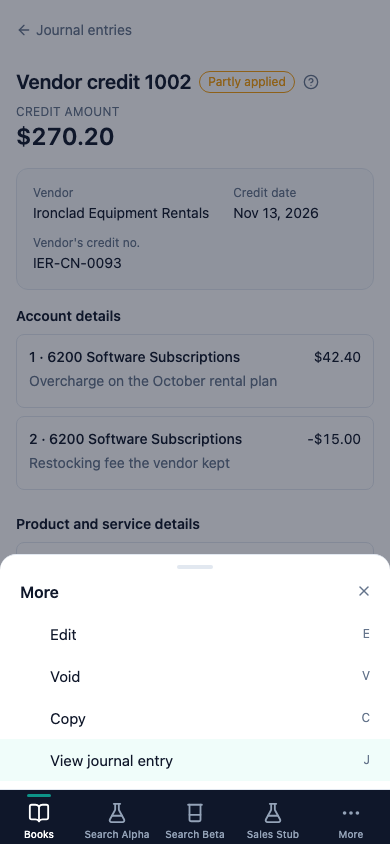 Journal entries
Vendor credit 1002 Partly applied
CREDIT AMOUNT
$270.20
Vendor Credit date
Ironclad Equipment Rentals Nov 13, 2026
Vendor's credit no.
IER-CN-0093
Account details
1 · 6200 Software Subscriptions $42.40
Overcharge on the October rental plan
2 · 6200 Software Subscriptions -$15.00
Restocking fee the vendor kept
Product and service details
More
Edit E
Void V
Copy C
View journal entry J
Books Search Alpha Search Beta Sales Stub More